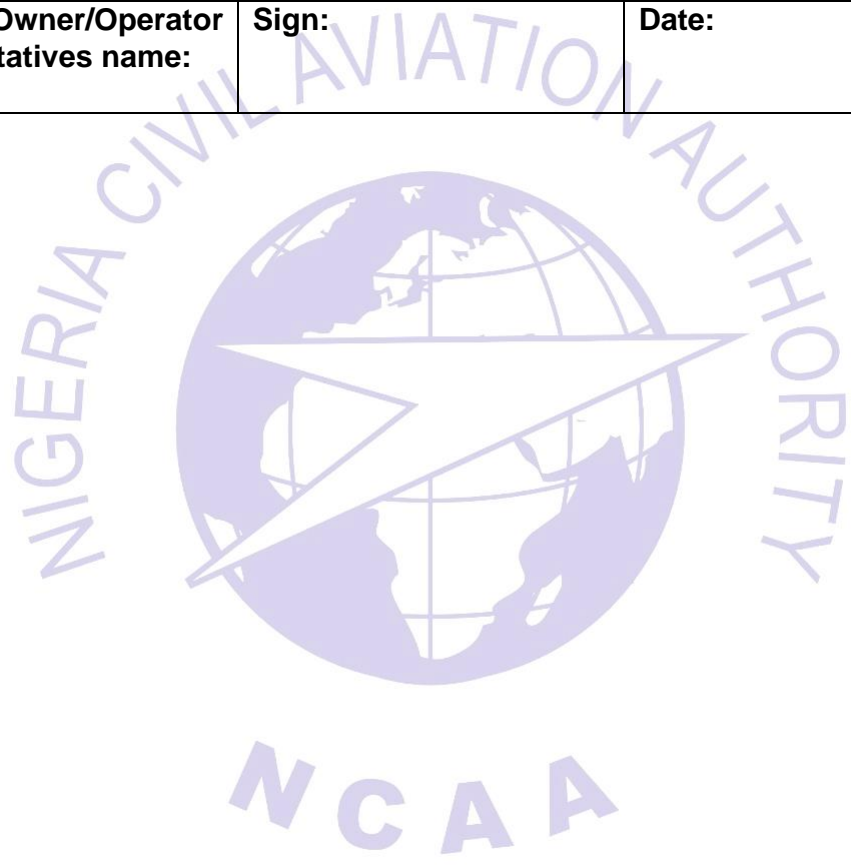 Owner/Operator Sign: Date:
tatives name:
NIGERIA CIVIL AVIATION AUTHORITY
NCAA